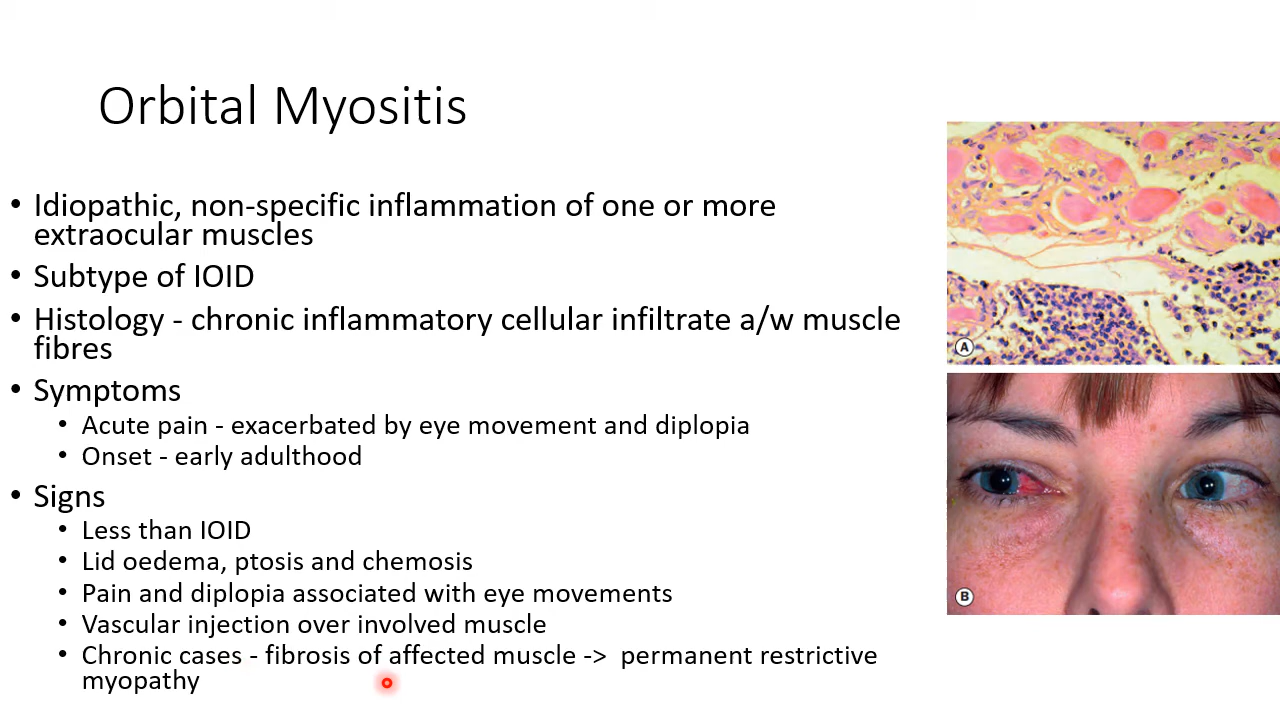 Orbital Myositis
• Idiopathic, non-specific inflammation of one or more
extraocular muscles
• Subtype of IOID
• Histology - chronic inflammatory cellular infiltrate a/w muscle
fibres
• Symptoms
• Acute pain - exacerbated by eye movement and diplopia
• Onset - early adulthood
• Signs
• Less than IOID
• Lid oedema, ptosis and chemosis
• Pain and diplopia associated with eye movements
• Vascular injection over involved muscle
• Chronic cases - fibrosis of affected muscle -> permanent restrictive
myopathy
A
B